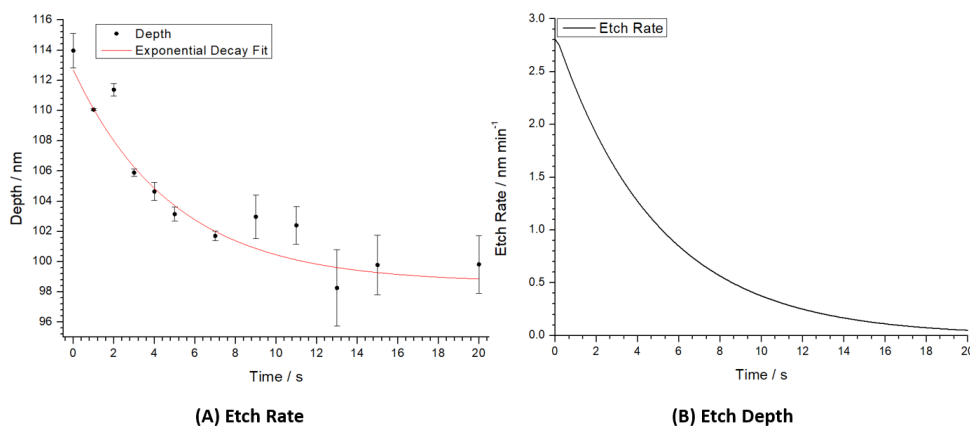 116
114
112
110
108
106
104
102
100
98
96
Depth / nm
Depth
Exponential Decay Fit
0 2 4 6 8 10 12 14 16 18 20
Time / s
(A) Etch Rate
3.0
2.5
2.0
1.5
1.0
0.5
0.0
Etch Rate / nm min⁻¹
Etch Rate
0 2 4 6 8 10 12 14 16 18 20
Time / s
(B) Etch Depth